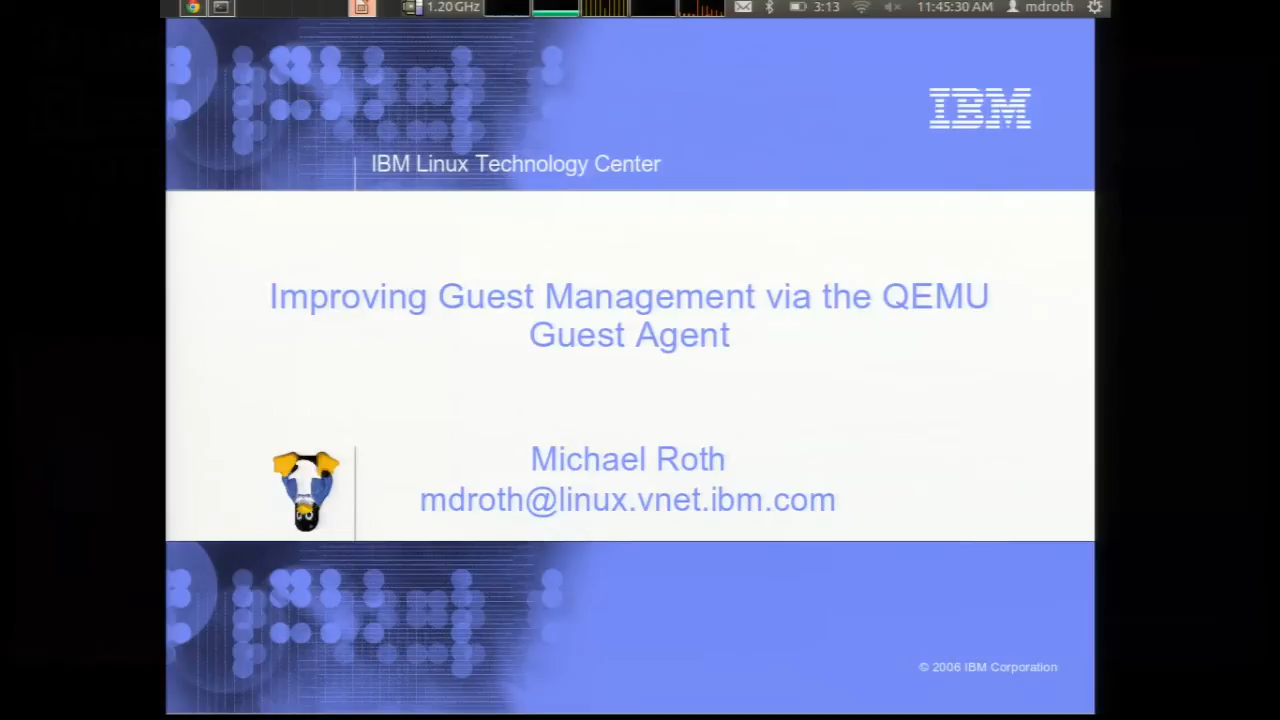 1.20 GHz
3:13
11:45:30 AM
mdroth
IBM
IBM Linux Technology Center
Improving Guest Management via the QEMU
Guest Agent
Michael Roth
mdroth@linux.vnet.ibm.com
© 2006 IBM Corporation